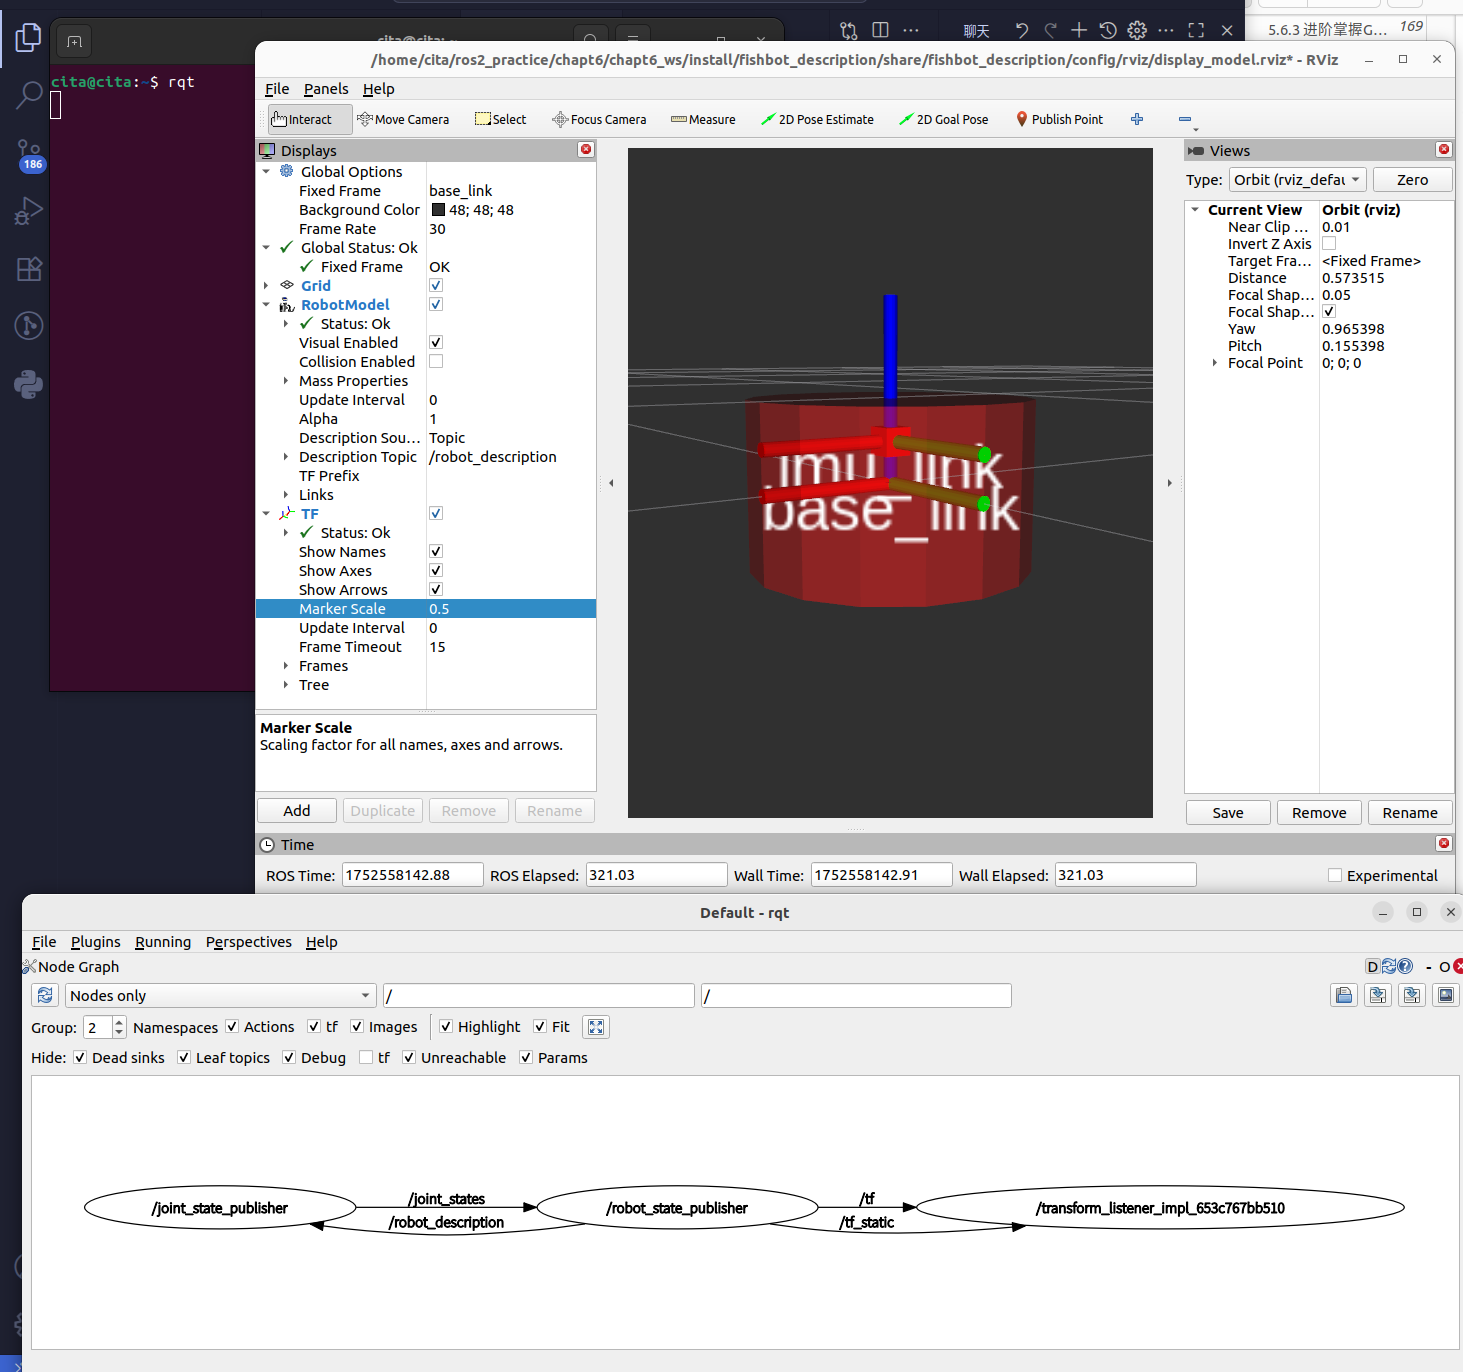 聊天
5.6.3 进阶掌握G... 169
186
cita@cita:~$ rqt
/home/cita/ros2_practice/chapt6/chapt6_ws/install/fishbot_description/share/fishbot_description/config/rviz/display_model.rviz* - RViz
File Panels Help
Interact Move Camera Select Focus Camera Measure 2D Pose Estimate 2D Goal Pose Publish Point
Displays
Global Options
Fixed Frame base_link
Background Color 48; 48; 48
Frame Rate 30
Global Status: Ok
Fixed Frame OK
Grid
RobotModel
Status: Ok
Visual Enabled
Collision Enabled
Mass Properties
Update Interval 0
Alpha 1
Description Sou... Topic
Description Topic /robot_description
TF Prefix
Links
TF
Status: Ok
Show Names
Show Axes
Show Arrows
Marker Scale 0.5
Update Interval 0
Frame Timeout 15
Frames
Tree
Marker Scale
Scaling factor for all names, axes and arrows.
Add Duplicate Remove Rename
imu_link
base_link
Views
Type: Orbit (rviz_defau Zero
Current View Orbit (rviz)
Near Clip ... 0.01
Invert Z Axis
Target Fra... <Fixed Frame>
Distance 0.573515
Focal Shap... 0.05
Focal Shap...
Yaw 0.965398
Pitch 0.155398
Focal Point 0; 0; 0
Save Remove Rename
Time
ROS Time: 1752558142.88 ROS Elapsed: 321.03 Wall Time: 1752558142.91 Wall Elapsed: 321.03 Experimental
Default - rqt
File Plugins Running Perspectives Help
Node Graph D - O
Nodes only / /
Group: 2 Namespaces Actions tf Images Highlight Fit
Hide: Dead sinks Leaf topics Debug tf Unreachable Params
/joint_state_publisher /joint_states /robot_description /robot_state_publisher /tf /tf_static /transform_listener_impl_653c767bb510